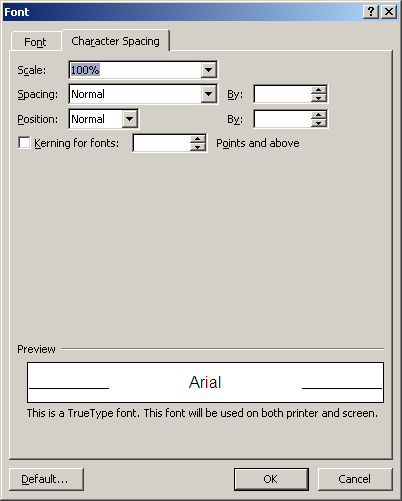 Font
Font Character Spacing
Scale: 100%
Spacing: Normal By:
Position: Normal By:
Kerning for fonts: Points and above
Preview
Arial
This is a TrueType font. This font will be used on both printer and screen.
Default... OK Cancel